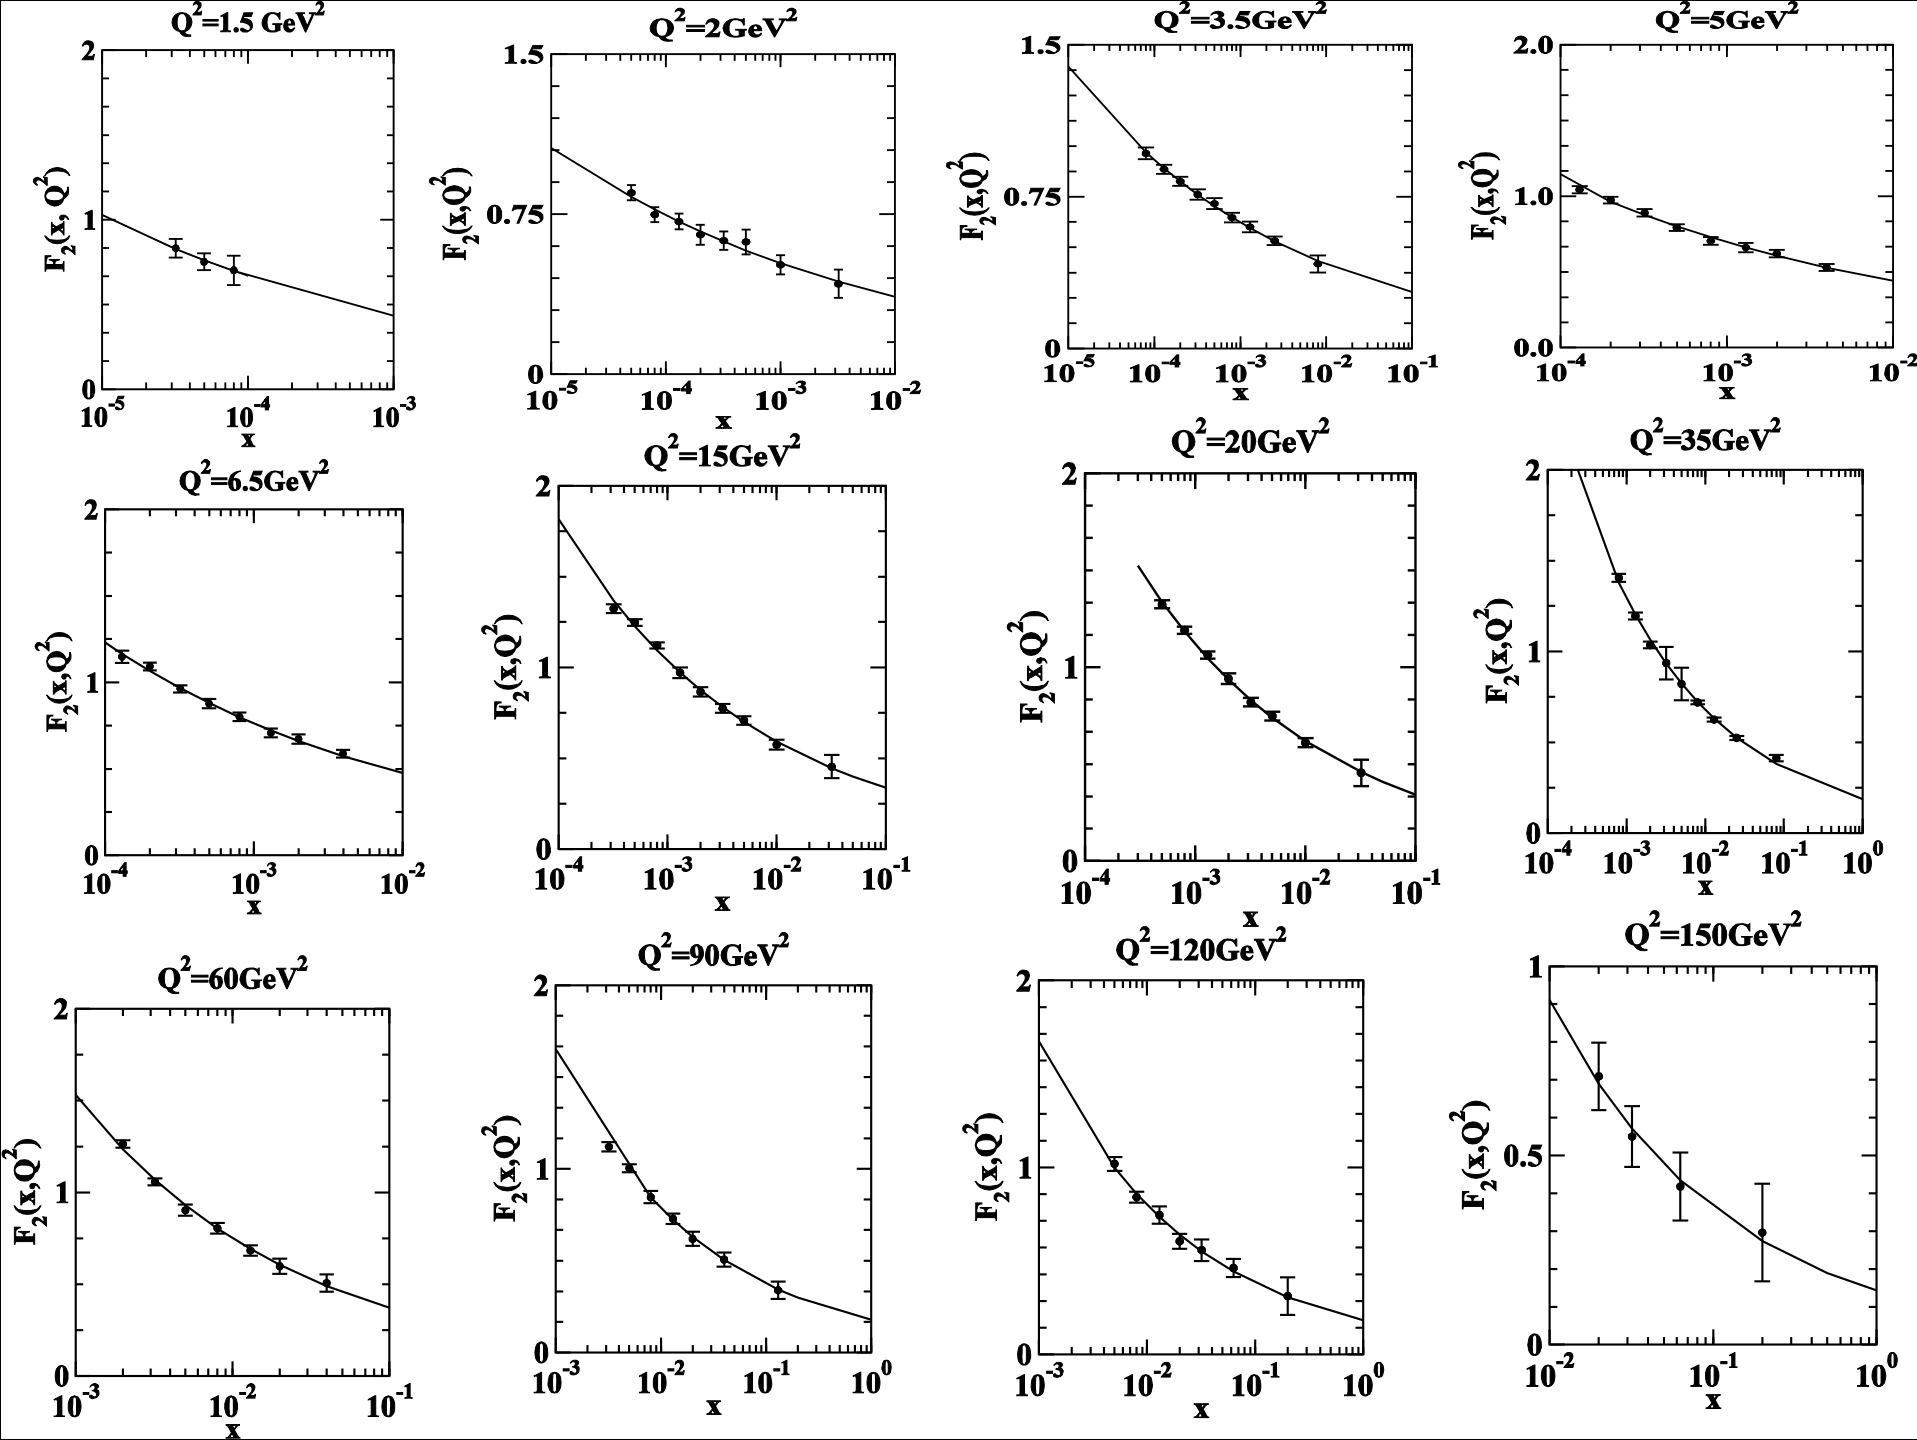 Q²=1.5 GeV²
2
1
0
F₂(x, Q²)
10⁻⁵ 10⁻⁴ 10⁻³
x
Q²=2GeV²
1.5
0.75
0
F₂(x,Q²)
10⁻⁵ 10⁻⁴ 10⁻³ 10⁻²
x
Q²=3.5GeV²
1.5
0.75
0
F₂(x,Q²)
10⁻⁵ 10⁻⁴ 10⁻³ 10⁻² 10⁻¹
x
Q²=5GeV²
2.0
1.0
0.0
F₂(x,Q²)
10⁻⁴ 10⁻³ 10⁻²
x
Q²=6.5GeV²
2
1
0
F₂(x,Q²)
10⁻⁴ 10⁻³ 10⁻²
x
Q²=15GeV²
2
1
0
F₂(x,Q²)
10⁻⁴ 10⁻³ 10⁻² 10⁻¹
x
Q²=20GeV²
2
1
0
F₂(x,Q²)
10⁻⁴ 10⁻³ 10⁻² 10⁻¹
x
Q²=35GeV²
2
1
0
F₂(x,Q²)
10⁻⁴ 10⁻³ 10⁻² 10⁻¹ 10⁰
x
Q²=60GeV²
2
1
0
F₂(x,Q²)
10⁻³ 10⁻² 10⁻¹
x
Q²=90GeV²
2
1
0
F₂(x,Q²)
10⁻³ 10⁻² 10⁻¹ 10⁰
x
Q²=120GeV²
2
1
0
F₂(x,Q²)
10⁻³ 10⁻² 10⁻¹ 10⁰
x
Q²=150GeV²
1
0.5
0
F₂(x,Q²)
10⁻² 10⁻¹ 10⁰
x